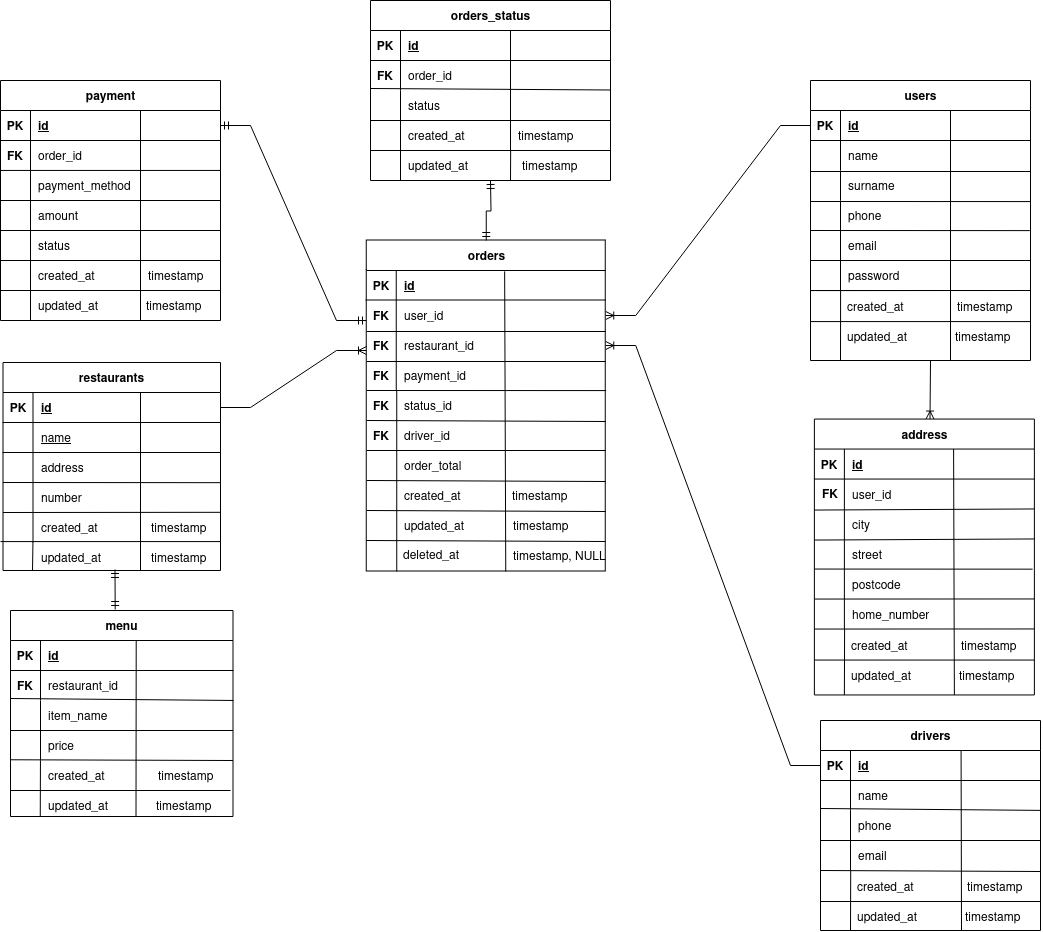 orders_status
PK id
FK order_id
status
created_at timestamp
updated_at timestamp
payment
PK id
FK order_id
payment_method
amount
status
created_at timestamp
updated_at timestamp
users
PK id
name
surname
phone
email
password
created_at timestamp
updated_at timestamp
orders
PK id
FK user_id
FK restaurant_id
FK payment_id
FK status_id
FK driver_id
order_total
created_at timestamp
updated_at timestamp
deleted_at timestamp, NULL
restaurants
PK id
name
address
number
created_at timestamp
updated_at timestamp
address
PK id
FK user_id
city
street
postcode
home_number
created_at timestamp
updated_at timestamp
menu
PK id
FK restaurant_id
item_name
price
created_at timestamp
updated_at timestamp
drivers
PK id
name
phone
email
created_at timestamp
updated_at timestamp